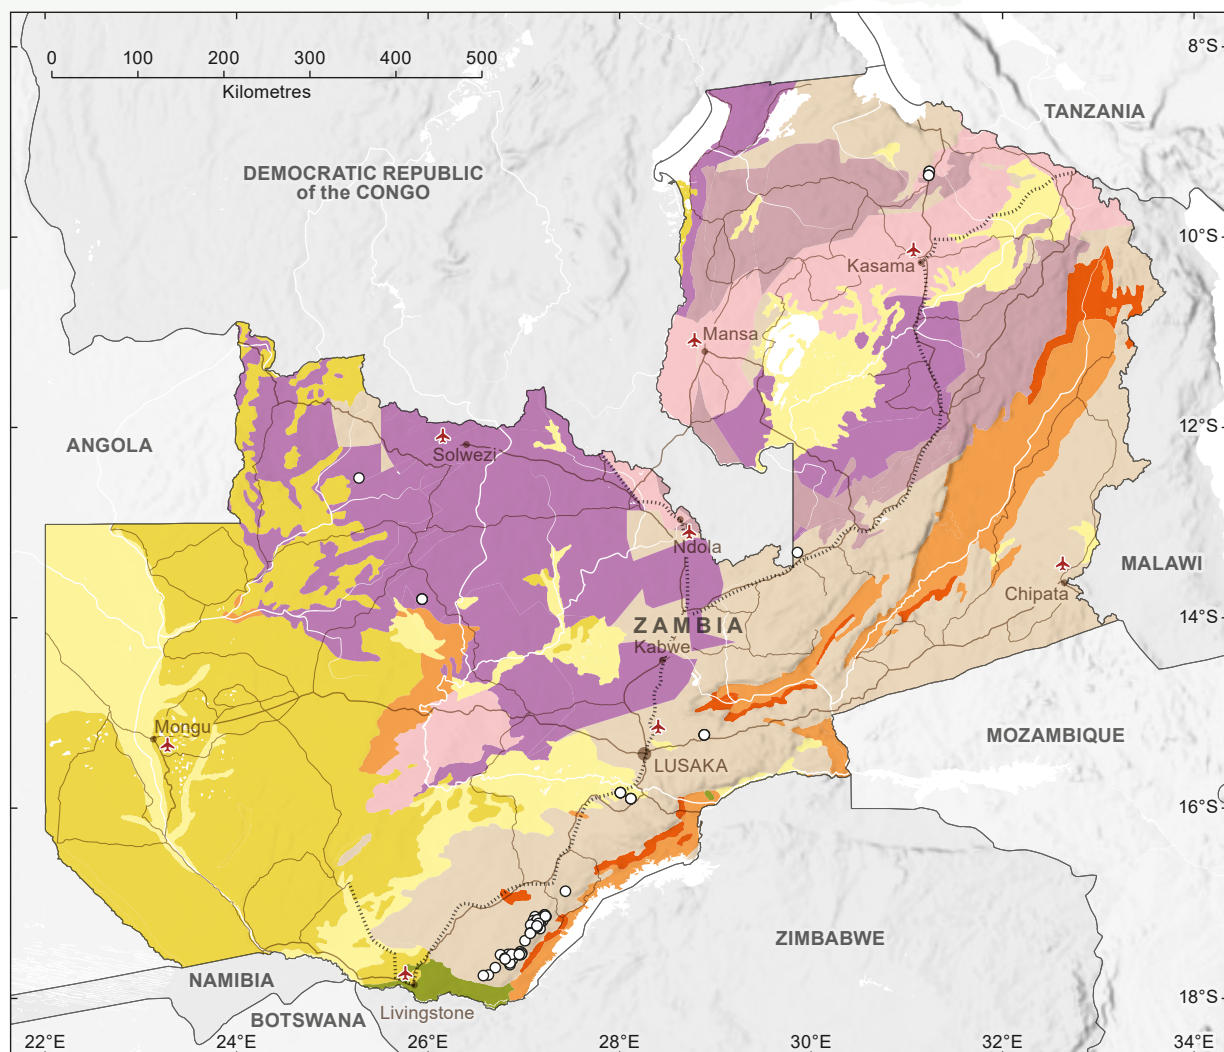 0 100 200 300 400 500
Kilometres
8°S
TANZANIA
DEMOCRATIC REPUBLIC
of the CONGO
10°S
Kasama
Mansa
12°S
ANGOLA
Solwezi
Ndola
MALAWI
Chipata
14°S
ZAMBIA
Kabwe
Mongu
MOZAMBIQUE
LUSAKA
16°S
ZIMBABWE
NAMIBIA
18°S
Livingstone
BOTSWANA
22°E 24°E 26°E 28°E 30°E 32°E 34°E